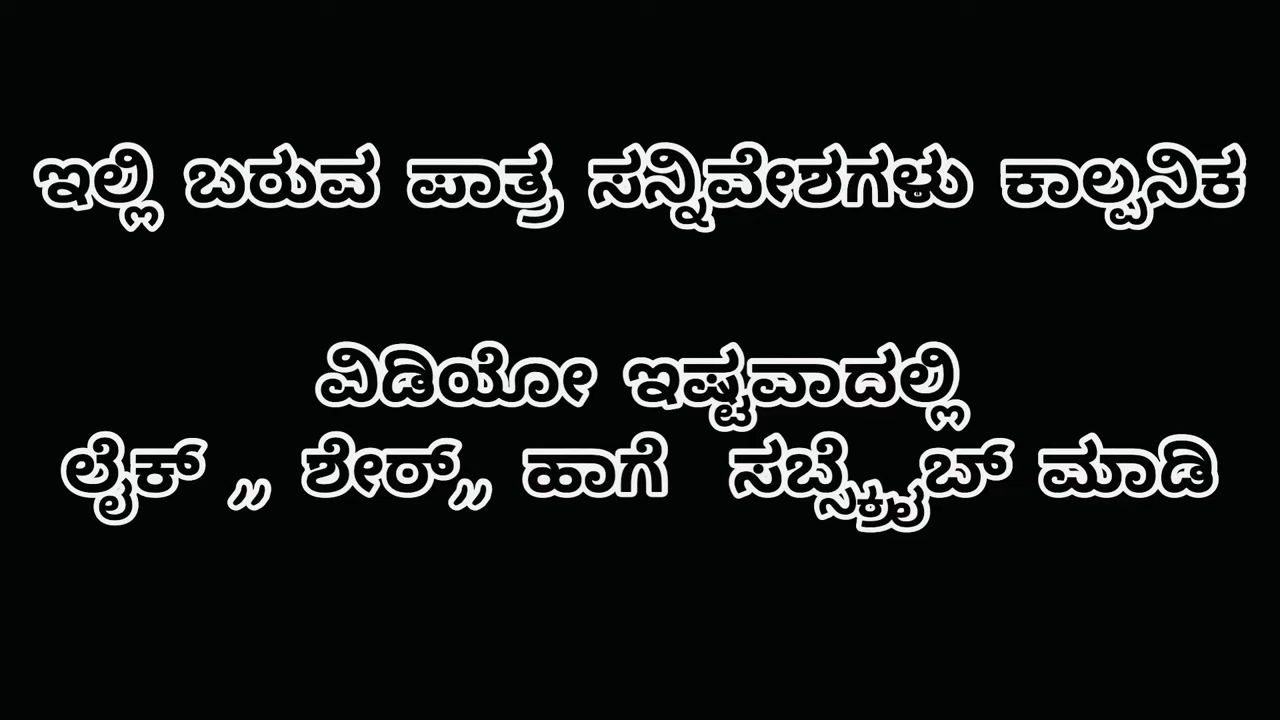 ಇಲ್ಲಿ ಬರುವ ಪಾತ್ರ ಸನ್ನಿವೇಶಗಳು ಕಾಲ್ಪನಿಕ
ವಿಡಿಯೋ ಇಷ್ಟವಾದಲ್ಲಿ
ಲೈಕ್ ,, ಶೇರ್,, ಹಾಗೆ ಸಬ್ಸ್ಕ್ರೈಬ್ ಮಾಡಿ